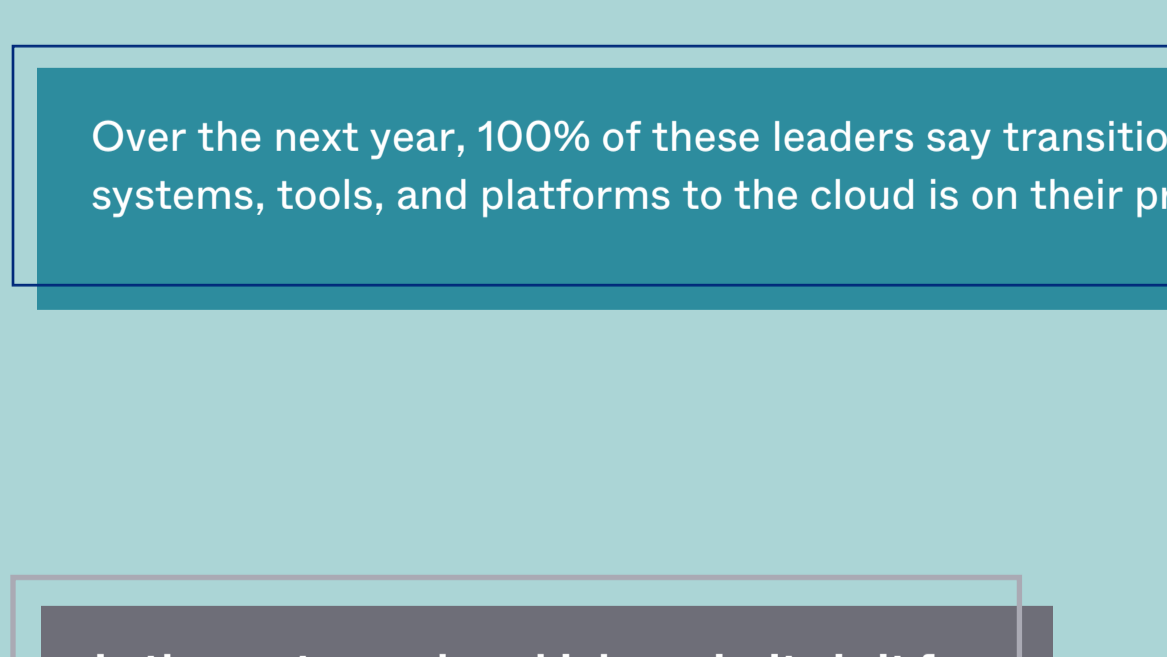 Over the next year, 100% of these leaders say transitio
systems, tools, and platforms to the cloud is on their pr